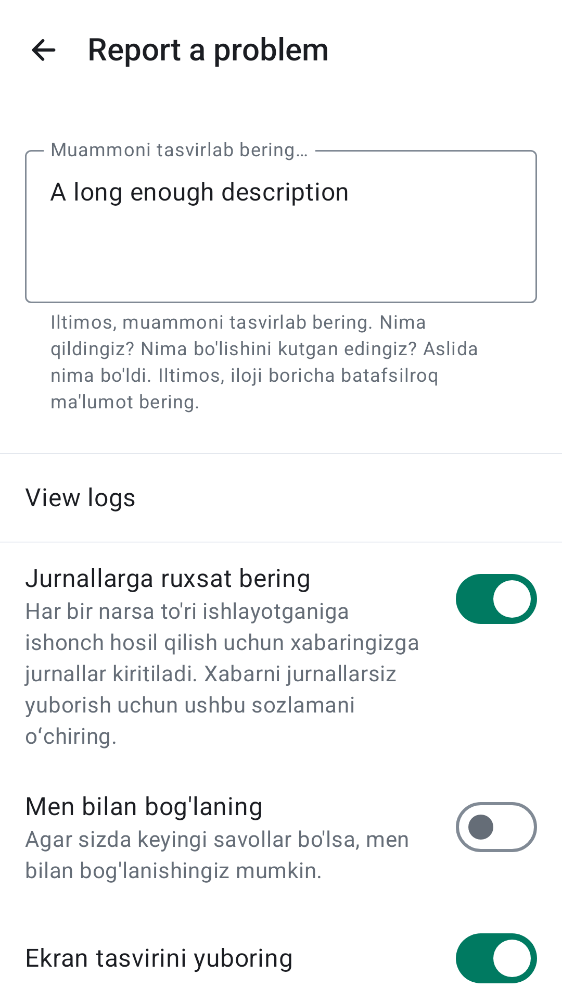 Report a problem
Muammoni tasvirlab bering…
A long enough description
Iltimos, muammoni tasvirlab bering. Nima
qildingiz? Nima bo'lishini kutgan edingiz? Aslida
nima bo'ldi. Iltimos, iloji boricha batafsilroq
ma'lumot bering.
View logs
Jurnallarga ruxsat bering
Har bir narsa to'ri ishlayotganiga
ishonch hosil qilish uchun xabaringizga
jurnallar kiritiladi. Xabarni jurnallarsiz
yuborish uchun ushbu sozlamani
oʻchiring.
Men bilan bog'laning
Agar sizda keyingi savollar bo'lsa, men
bilan bog'lanishingiz mumkin.
Ekran tasvirini yuboring